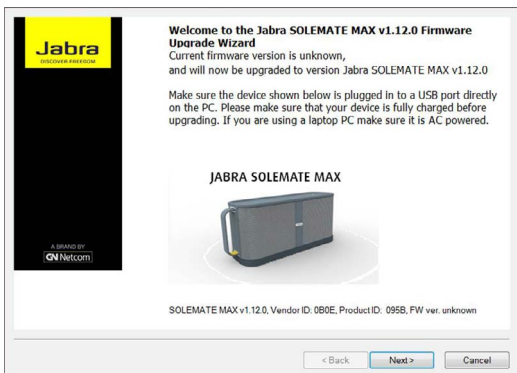 Jabra
DISCOVER FREEDOM
A BRAND BY
GN Netcom
Welcome to the Jabra SOLEMATE MAX v1.12.0 Firmware
Upgrade Wizard
Current firmware version is unknown,
and will now be upgraded to version Jabra SOLEMATE MAX v1.12.0
Make sure the device shown below is plugged in to a USB port directly
on the PC. Please make sure that your device is fully charged before
upgrading. If you are using a laptop PC make sure it is AC powered.
JABRA SOLEMATE MAX
SOLEMATE MAX v1.12.0, Vendor ID: 0B0E, Product ID: 095B, FW ver. unknown
< Back Next > Cancel